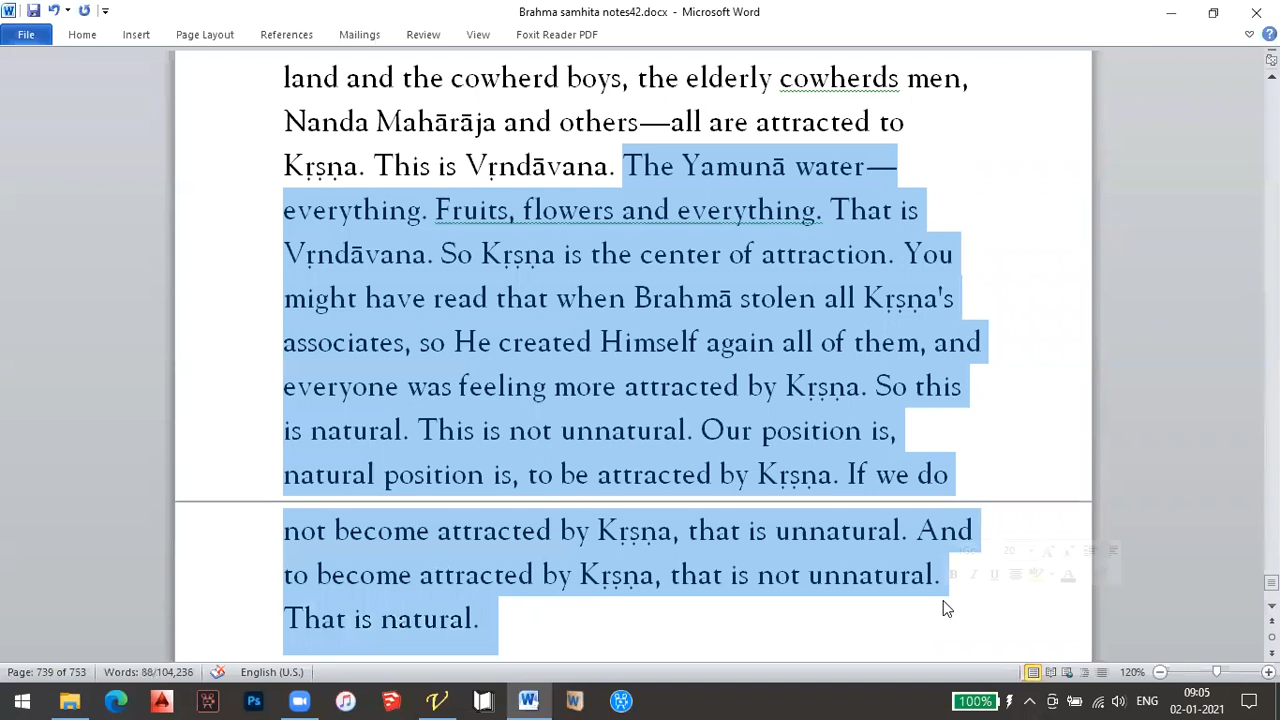 Brahma samhita notes42.docx - Microsoft Word
File Home Insert Page Layout References Mailings Review View Foxit Reader PDF
land and the cowherd boys, the elderly cowherds men,
Nanda Mahārāja and others—all are attracted to
Kṛṣṇa. This is Vṛndāvana. The Yamunā water—
everything. Fruits, flowers and everything. That is
Vṛndāvana. So Kṛṣṇa is the center of attraction. You
might have read that when Brahmā stolen all Kṛṣṇa's
associates, so He created Himself again all of them, and
everyone was feeling more attracted by Kṛṣṇa. So this
is natural. This is not unnatural. Our position is,
natural position is, to be attracted by Kṛṣṇa. If we do
not become attracted by Kṛṣṇa, that is unnatural. And
to become attracted by Kṛṣṇa, that is not unnatural.
That is natural.
Page: 739 of 753 Words: 88/104,236 English (U.S.) 120%
100% ENG 09:05
02-01-2021